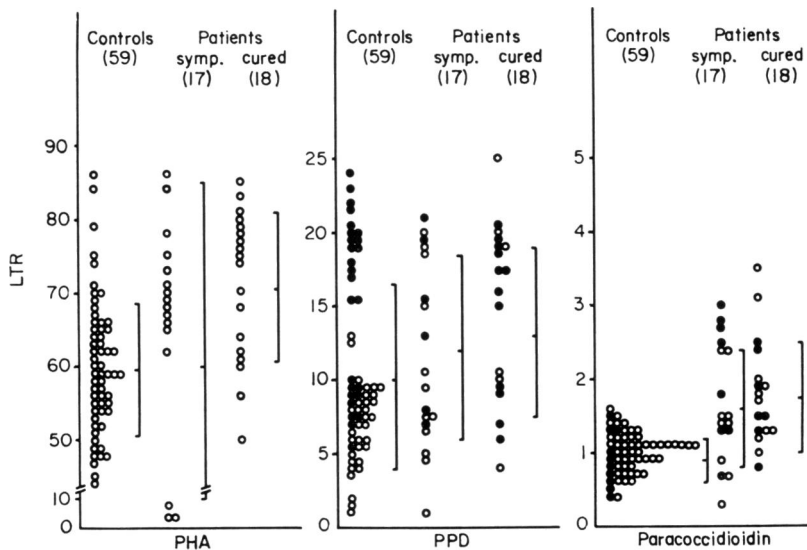 Controls Patients
(59) symp. cured
(17) (18)
Controls Patients
(59) symp. cured
(17) (18)
Controls Patients
(59) symp. cured
(17) (18)
LTR
90
80
70
60
50
10
0
25
20
15
10
5
0
5
4
3
2
1
0
PHA
PPD
Paracoccidioidin